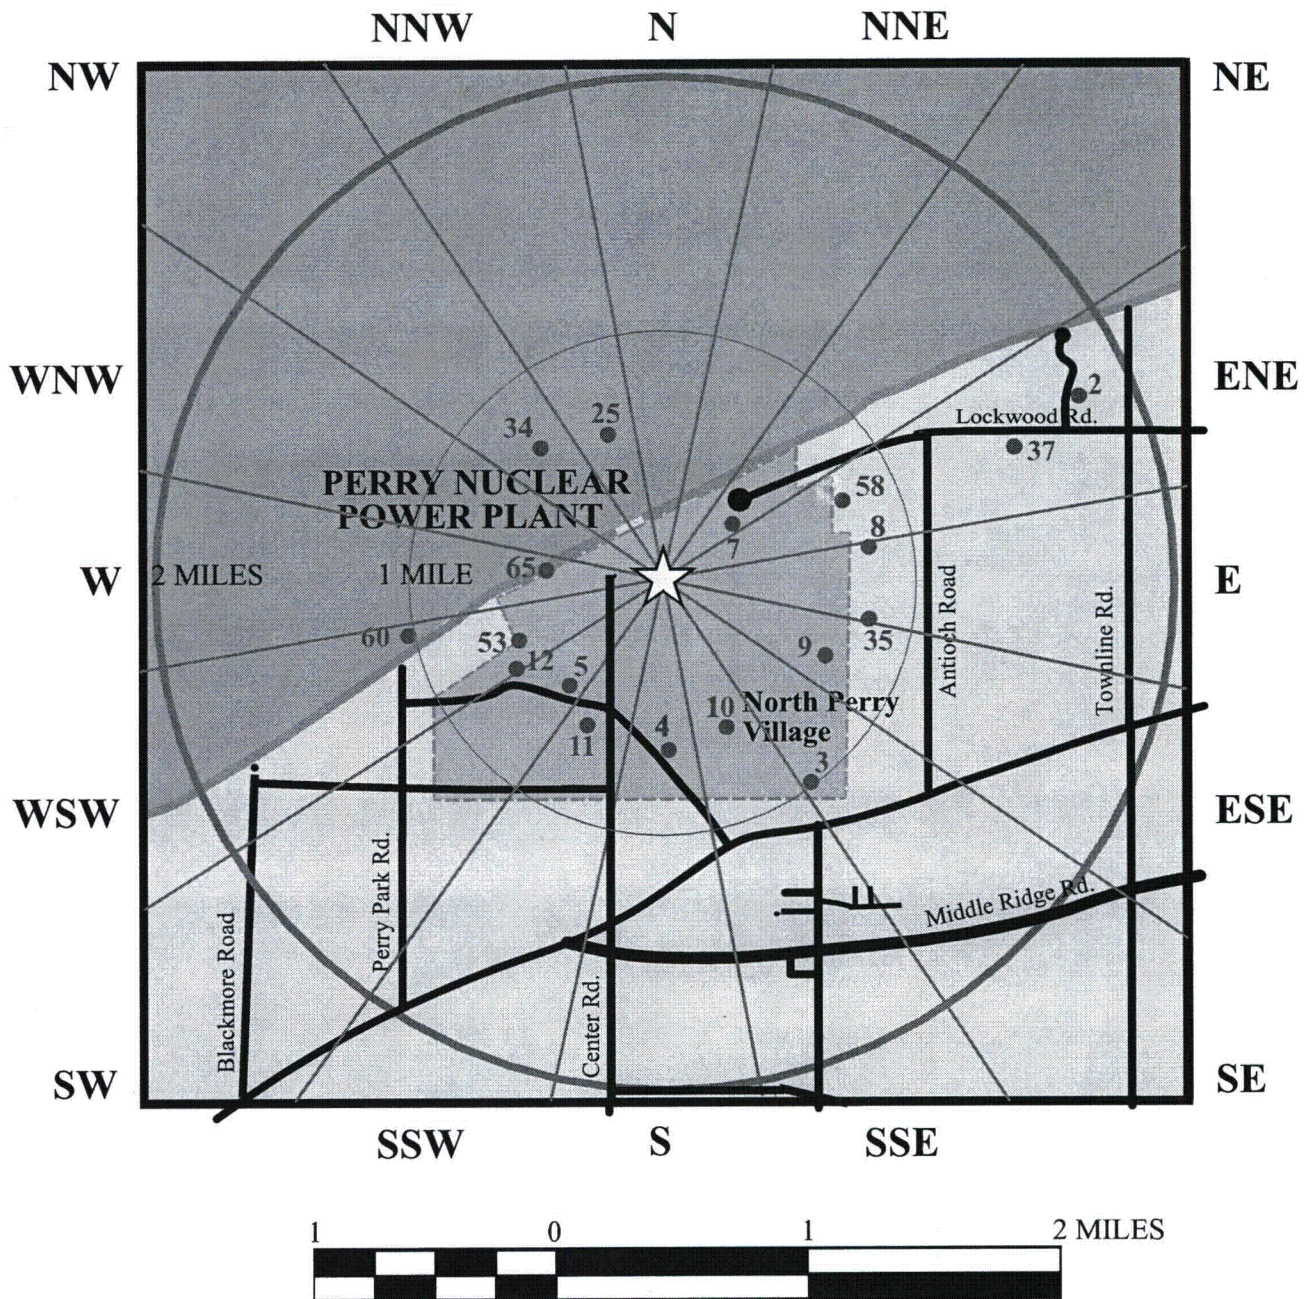 NNW N NNE
NW NE
WNW ENE
2
Lockwood Rd.
25
34
37
PERRY NUCLEAR
POWER PLANT
58
7
8
W 2 MILES 1 MILE 65 E
60
53
12
5
9
35
Antioch Road
Townline Rd.
10 North Perry
Village
4
11
3
WSW ESE
Perry Park Rd.
Blackmore Road
Middle Ridge Rd.
Center Rd.
SW SE
SSW S SSE
1 0 1 2 MILES